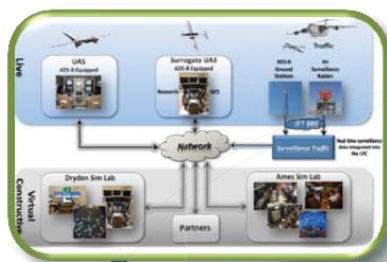 Live
UAS
ADS-B Equipped
Surrogate UAS
ADS-B Equipped
Research
GCS
Traffic
ADS-B
Ground
Stations
Air
Surveillance
Radars
Network
Surveillance Traffic
Real time surveillance
data integrated into
the LVC
Virtual
Constructive
Dryden Sim Lab
Partners
Ames Sim Lab